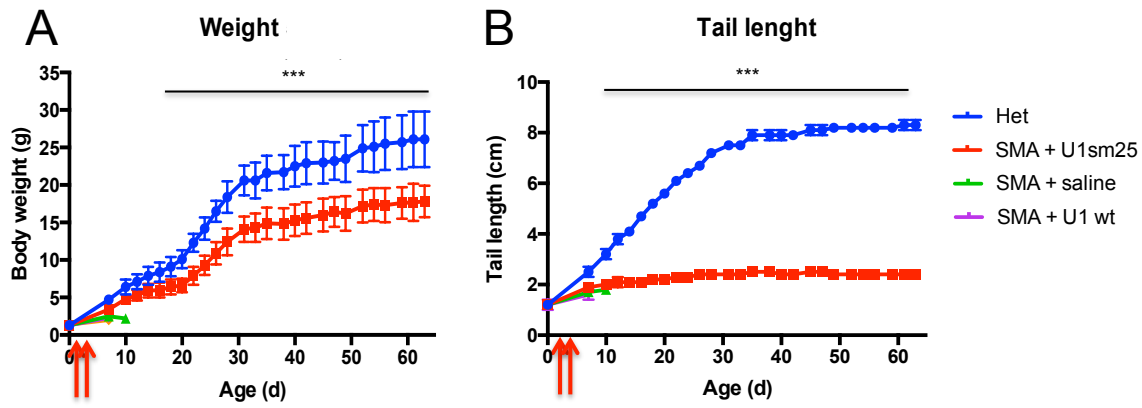 A
Weight
***
Body weight (g)
35
30
25
20
15
10
5
0
0 10 20 30 40 50 60
Age (d)
B
Tail lenght
***
Tail length (cm)
10
8
6
4
2
0
0 10 20 30 40 50 60
Age (d)
Het
SMA + U1sm25
SMA + saline
SMA + U1 wt